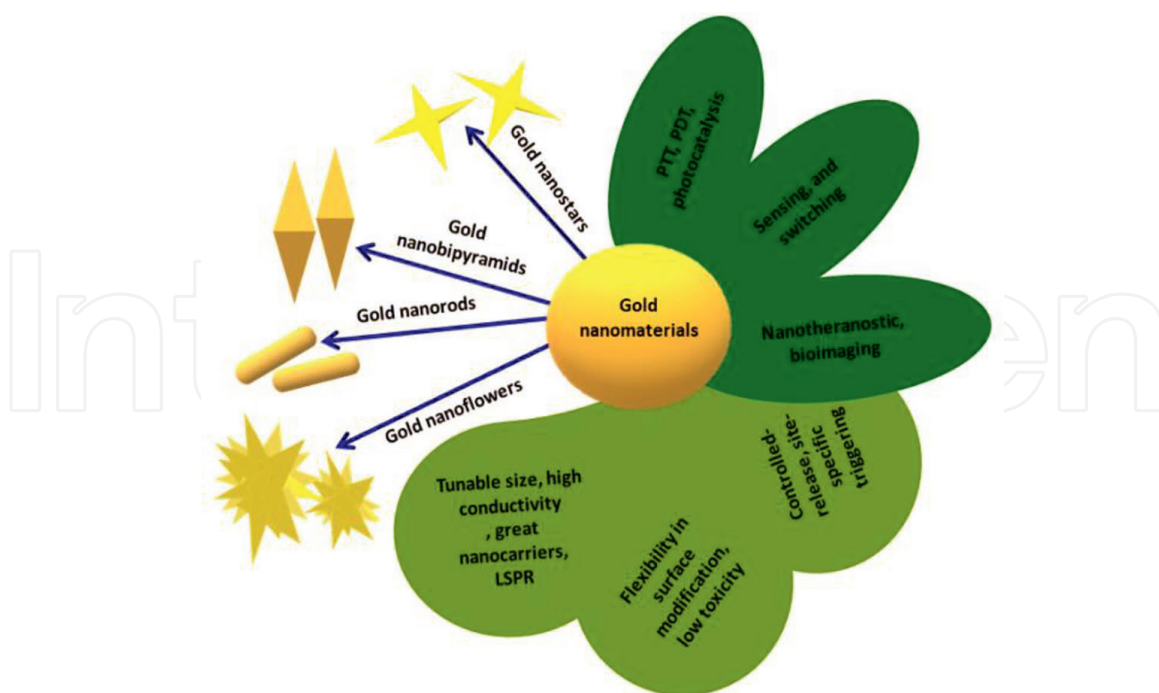 Gold nanostars
Gold
nanobipyramids
Gold nanorods
Gold nanoflowers
Gold
nanomaterials
PTT, PDT,
photocatalysis
Sensing, and
switching
Nanotheranostic,
bioimaging
Controlled-
release, site-
specific
triggering
Flexibility in
surface
modification,
low toxicity
Tunable size, high
conductivity
, great
nanocarriers,
LSPR